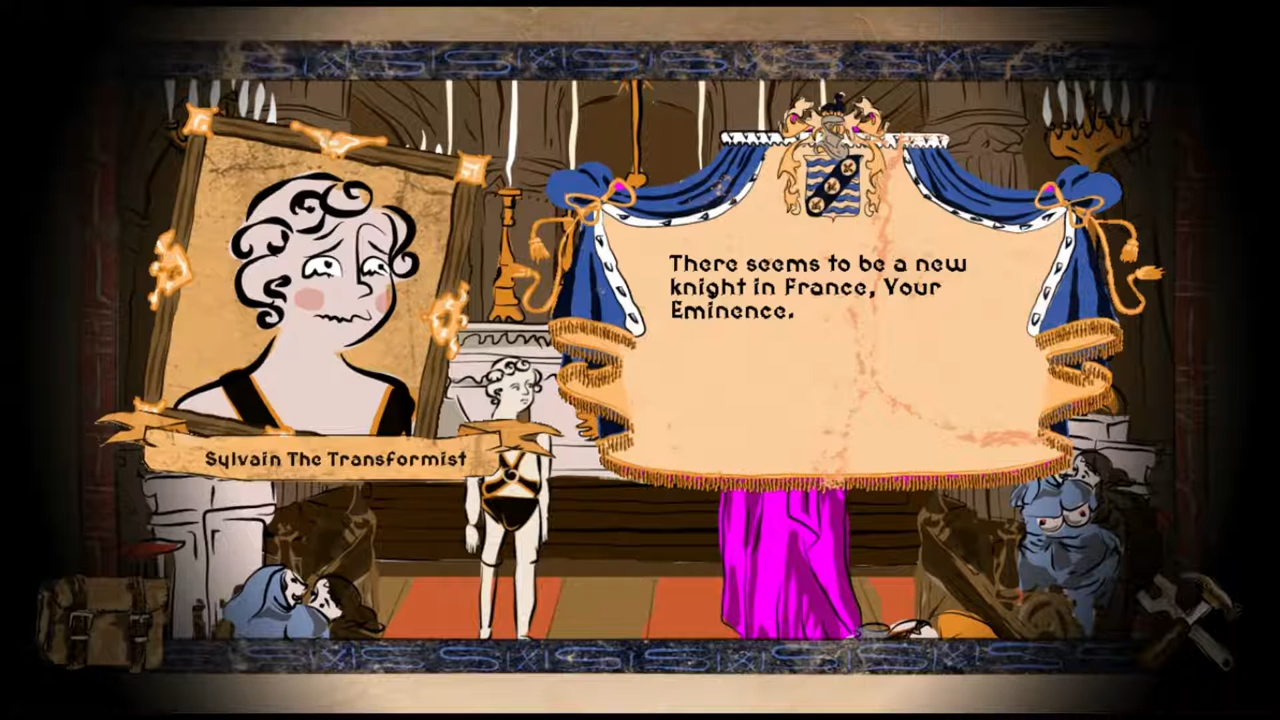 There seems to be a new
knight in France, Your
Eminence.
Sylvain The Transformist